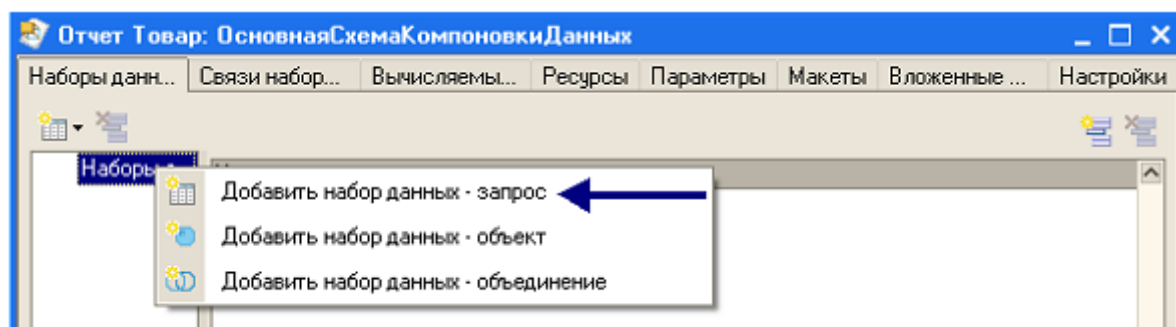 Отчет Товар: ОсновнаяСхемаКомпоновкиДанных
Наборы данн... Связи набор... Вычисляемы... Ресурсы Параметры Макеты Вложенные ... Настройки
Наборы
Добавить набор данных - запрос
Добавить набор данных - объект
Добавить набор данных - объединение